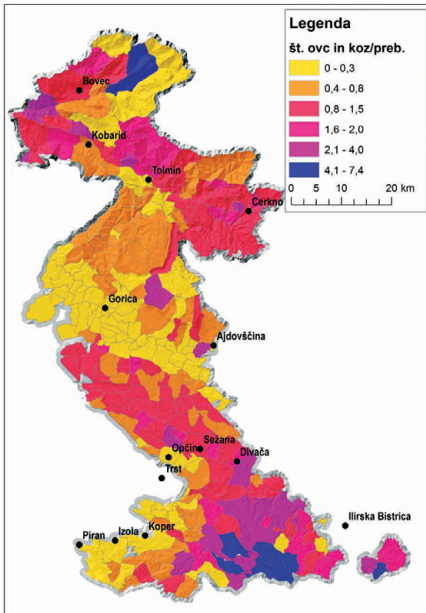 Legenda
št. ovc in koz/preb.
0 - 0,3
0,4 - 0,8
0,8 - 1,5
1,6 - 2,0
2,1 - 4,0
4,1 - 7,4
0 5 10 20 km
Bovec
Kobarid
Tolmin
Cerkno
Gorica
Ajdovščina
Opčin
Sežana
Divača
Trst
Ilirska Bistrica
Piran
Izola
Koper